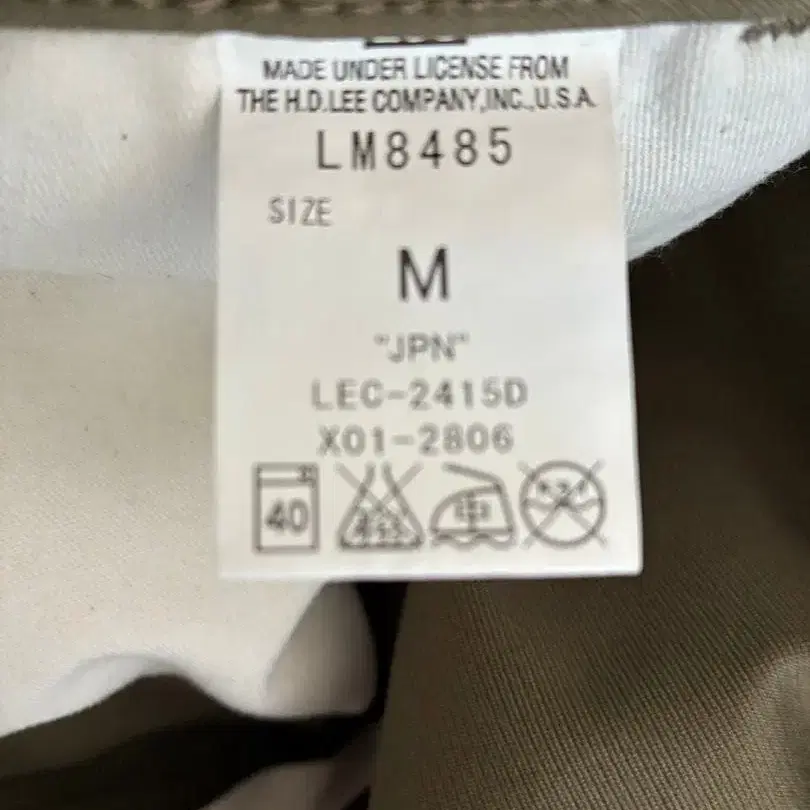 MADE UNDER LICENSE FROM
THE H.D.LEE COMPANY,INC.,U.S.A.
LM8485
SIZE
M
"JPN"
LEC-2415D
X01-2806
40